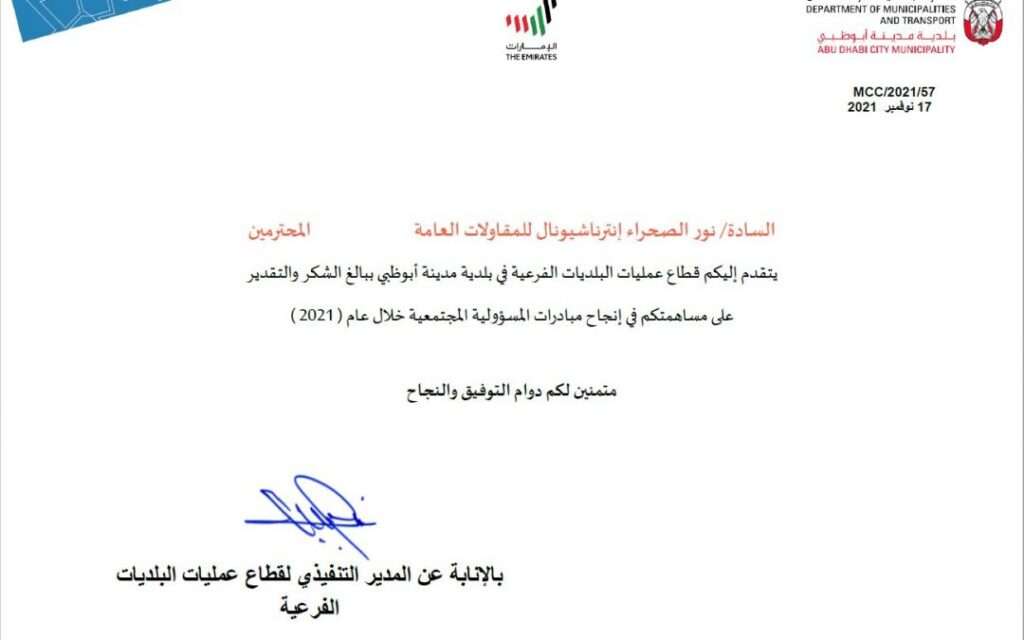 DEPARTMENT OF MUNICIPALITIES
AND TRANSPORT
بلدية مدينة أبوظبي
ABU DHABI CITY MUNICIPALITY
الإمارات
THE EMIRATES
MCC/2021/57
17 نوفمبر 2021
السادة/ نور الصحراء إنترناشيونال للمقاولات العامة المحترمين
يتقدم إليكم قطاع عمليات البلديات الفرعية في بلدية مدينة أبوظبي ببالغ الشكر والتقدير
على مساهمتكم في إنجاح مبادرات المسؤولية المجتمعية خلال عام ( 2021 )
متمنين لكم دوام التوفيق والنجاح
بالإنابة عن المدير التنفيذي لقطاع عمليات البلديات
الفرعية